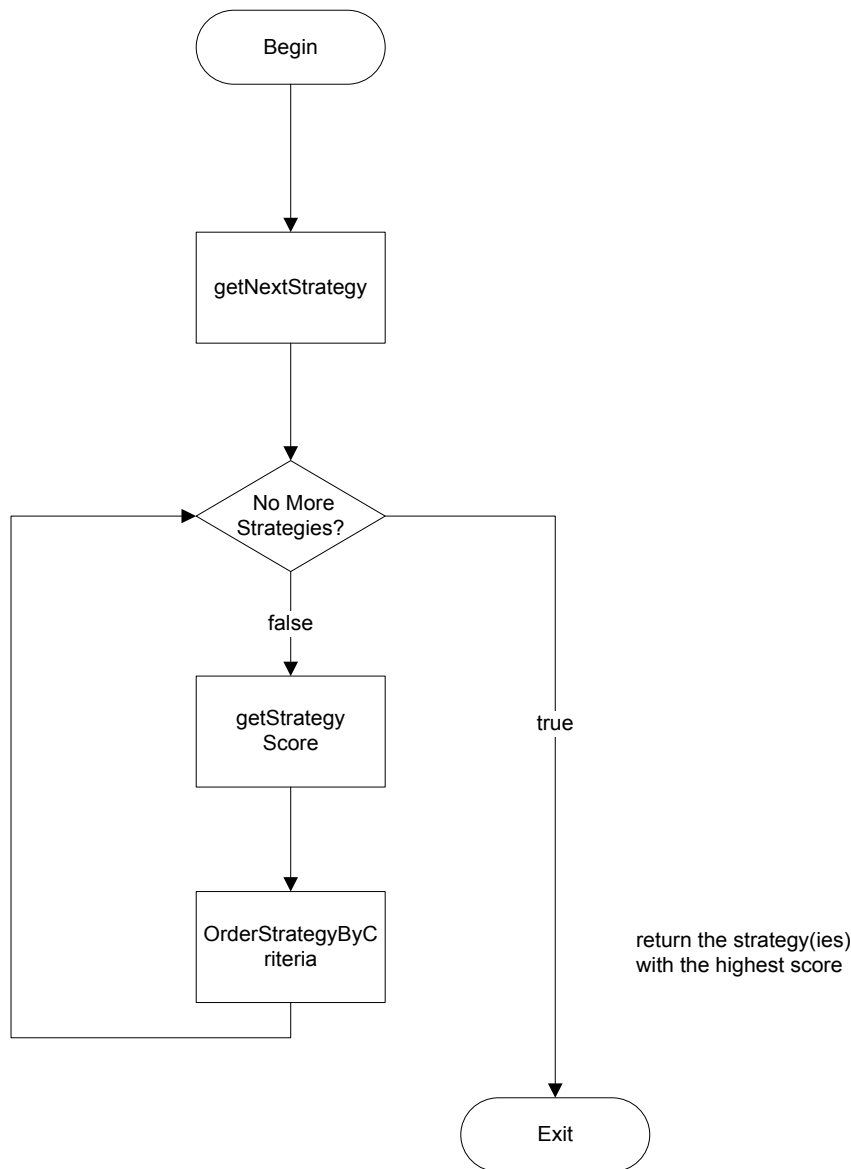 Begin
getNextStrategy
No More
Strategies?
false
getStrategy
Score
true
OrderStrategyByC
riteria
return the strategy(ies)
with the highest score
Exit